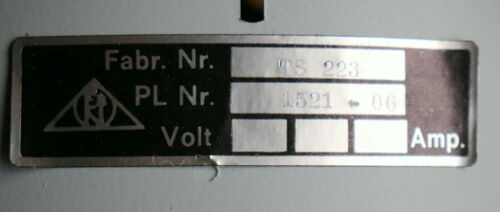 Fabr. Nr. TS 223
PL Nr. 1521 - 06
Volt Amp.